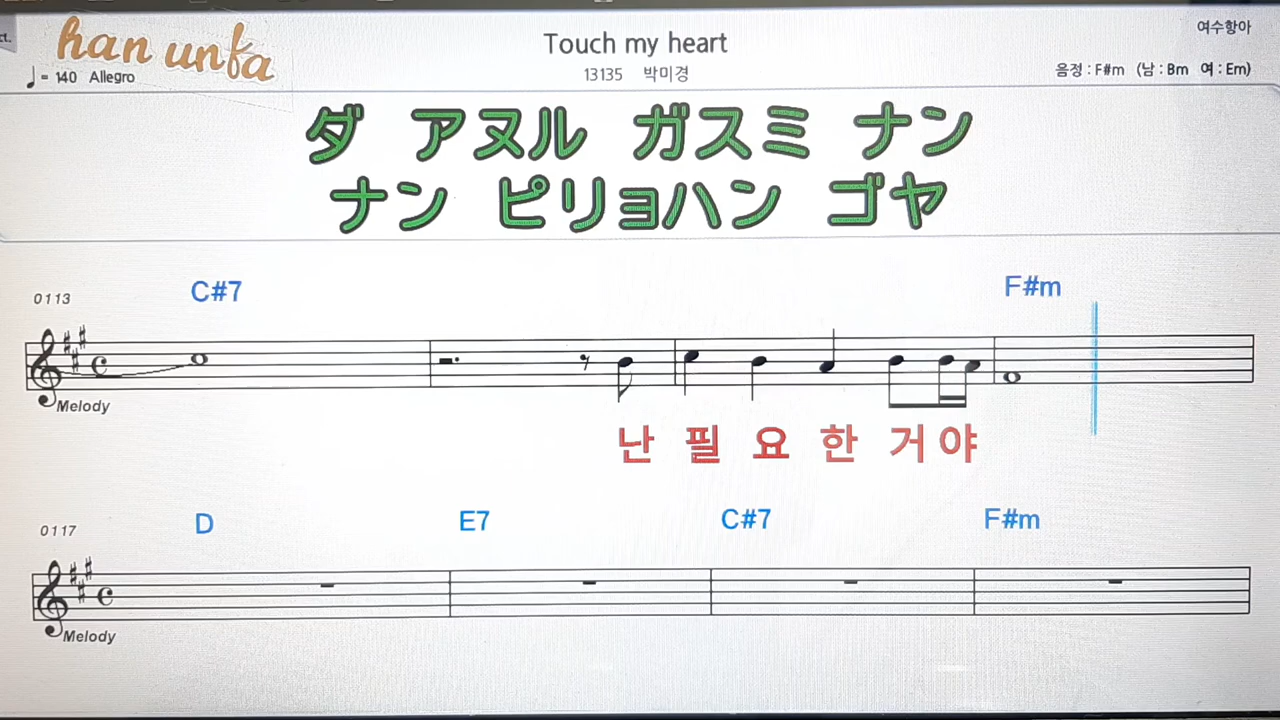 ct.
han unfa
Touch my heart
여수항아
♩= 140 Allegro
13135 박미경
음정 : F#m (남 : Bm 여 : Em)
ダ アヌル ガスミ ナン
ナン ピリョハン ゴヤ
0113
C#7 F#m
Melody
난 필 요 한 거 야
0117
D E7 C#7 F#m
Melody